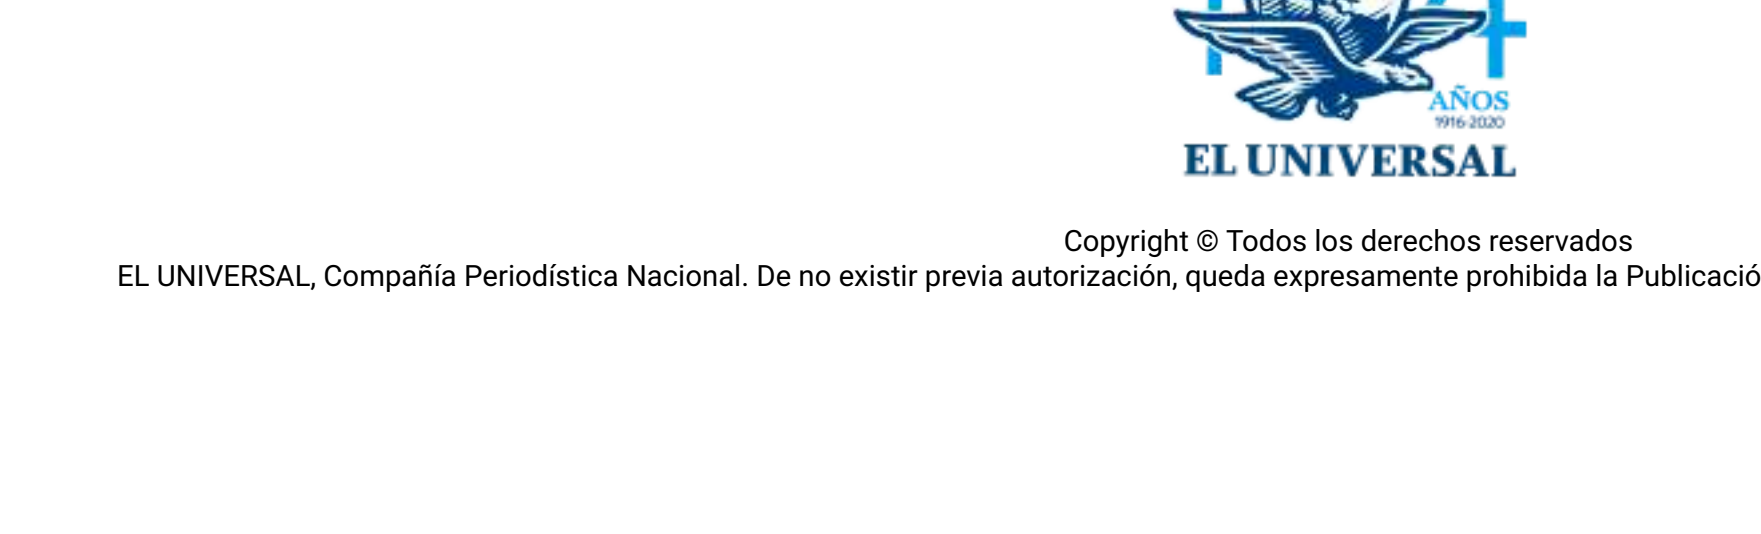 AÑOS
1916-2020
EL UNIVERSAL
Copyright © Todos los derechos reservados
EL UNIVERSAL, Compañía Periodística Nacional. De no existir previa autorización, queda expresamente prohibida la Publicació